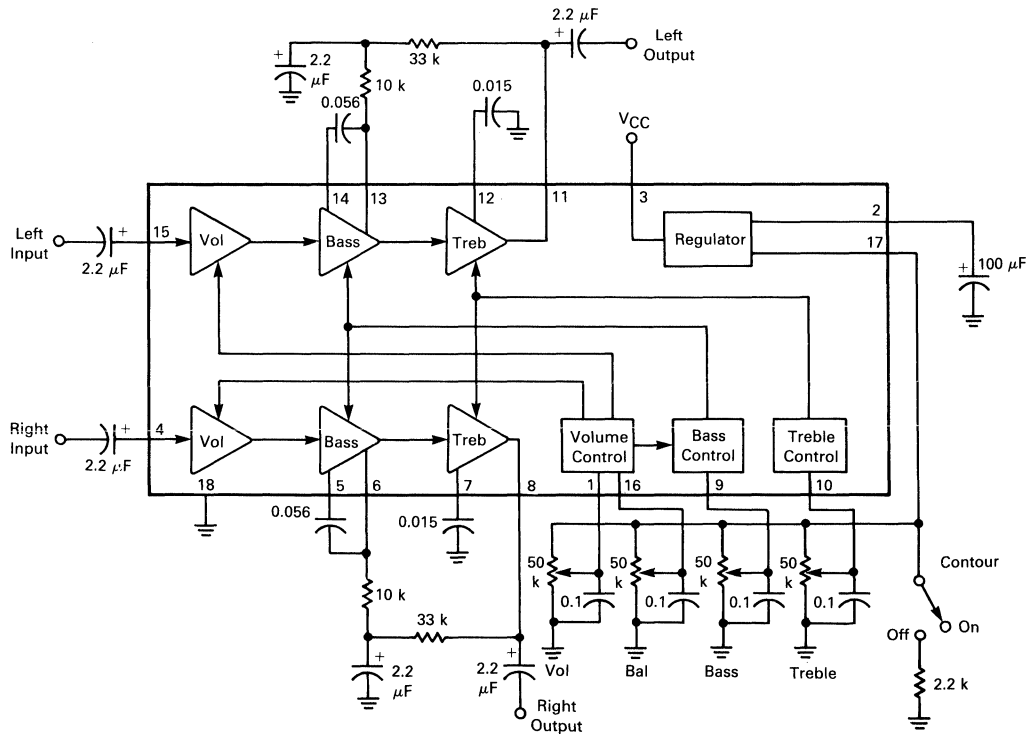 2.2 μF
+
Left
Output
+
2.2
μF
33 k
10 k
0.056
0.015
VCC
14
13
12
11
3
2
17
Left
Input
+
2.2 μF
15
Vol
Bass
Treb
Regulator
+
100 μF
Right
Input
+
2.2 μF
4
Vol
Bass
Treb
Volume
Control
Bass
Control
Treble
Control
18
5
6
7
8
1
16
9
10
0.056
0.015
50
k
50
k
50
k
50
k
0.1
0.1
0.1
0.1
Contour
On
Off
10 k
33 k
+
2.2
μF
2.2
μF
+
Vol
Bal
Bass
Treble
2.2 k
Right
Output